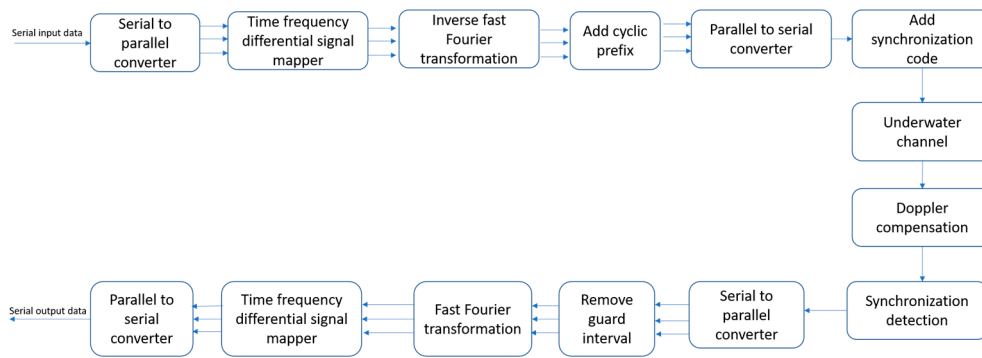 Serial input data
Serial to
parallel
converter
Time frequency
differential signal
mapper
Inverse fast
Fourier
transformation
Add cyclic
prefix
Parallel to serial
converter
Add
synchronization
code
Underwater
channel
Doppler
compensation
Serial output data
Parallel to
serial
converter
Time frequency
differential signal
mapper
Fast Fourier
transformation
Remove
guard
interval
Serial to
parallel
converter
Synchronization
detection